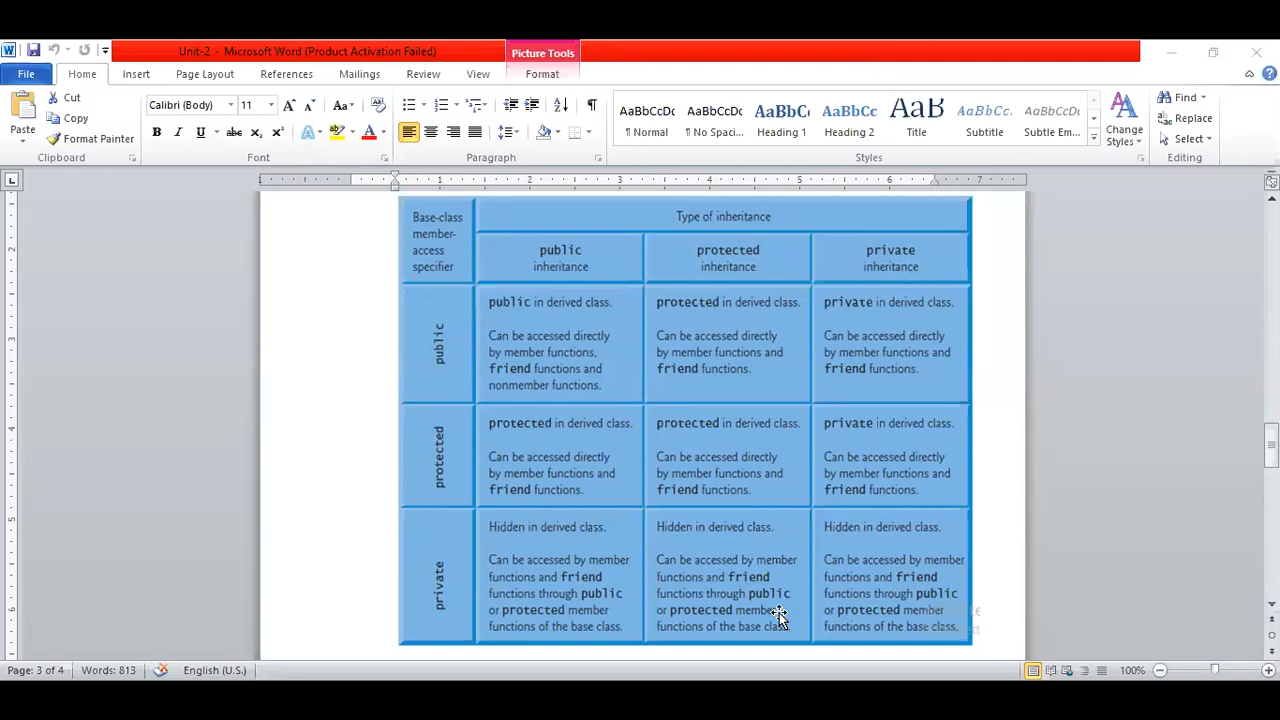 Unit-2 - Microsoft Word (Product Activation Failed)
Picture Tools
File Home Insert Page Layout References Mailings Review View Format
Paste
Cut
Copy
Format Painter
Clipboard
Calibri (Body) 11
Font
Paragraph
AaBbCcDc AaBbCcDc AaBbCc AaBbCc AaB AaBbCc. AaBbCcDc
¶ Normal ¶ No Spaci... Heading 1 Heading 2 Title Subtitle Subtle Em...
Change
Styles
Styles
Find
Replace
Select
Editing
1 1 2 3 4 5 6 7
Base-class
member-
access
specifier
Type of inheritance
public
inheritance
protected
inheritance
private
inheritance
public
public in derived class.
Can be accessed directly
by member functions,
friend functions and
nonmember functions.
protected in derived class.
Can be accessed directly
by member functions and
friend functions.
private in derived class.
Can be accessed directly
by member functions and
friend functions.
protected
protected in derived class.
Can be accessed directly
by member functions and
friend functions.
protected in derived class.
Can be accessed directly
by member functions and
friend functions.
private in derived class.
Can be accessed directly
by member functions and
friend functions.
private
Hidden in derived class.
Can be accessed by member
functions and friend
functions through public
or protected member
functions of the base class.
Hidden in derived class.
Can be accessed by member
functions and friend
functions through public
or protected member
functions of the base class.
Hidden in derived class.
Can be accessed by member
functions and friend
functions through public
or protected member
functions of the base class.
Page: 3 of 4 Words: 813 English (U.S.) 100%